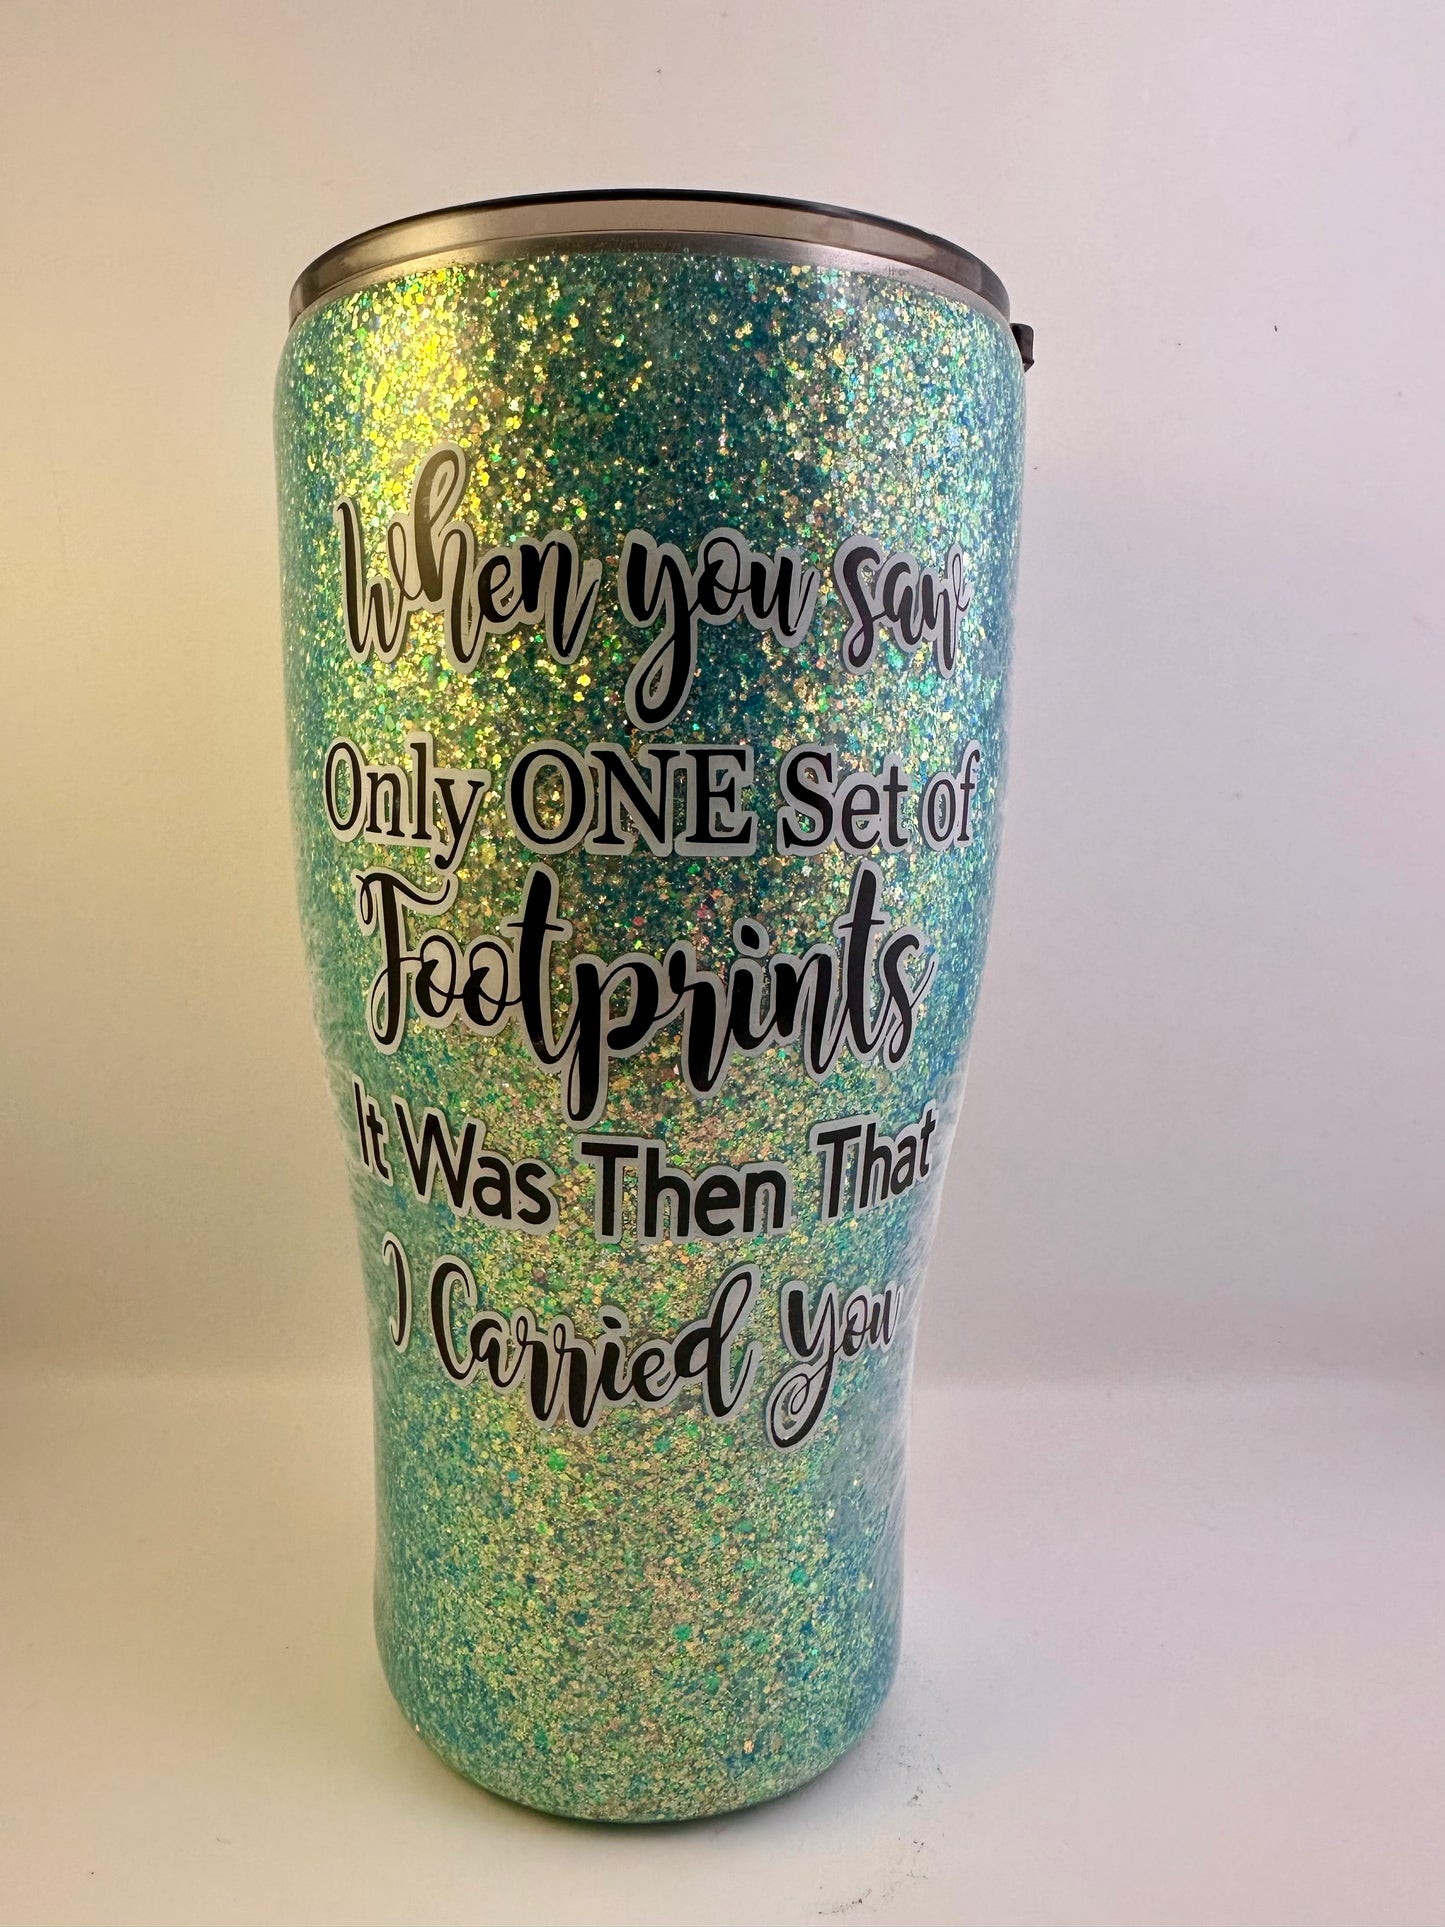 When you saw
Only ONE Set of
Footprints
It Was Then That
I Carried You